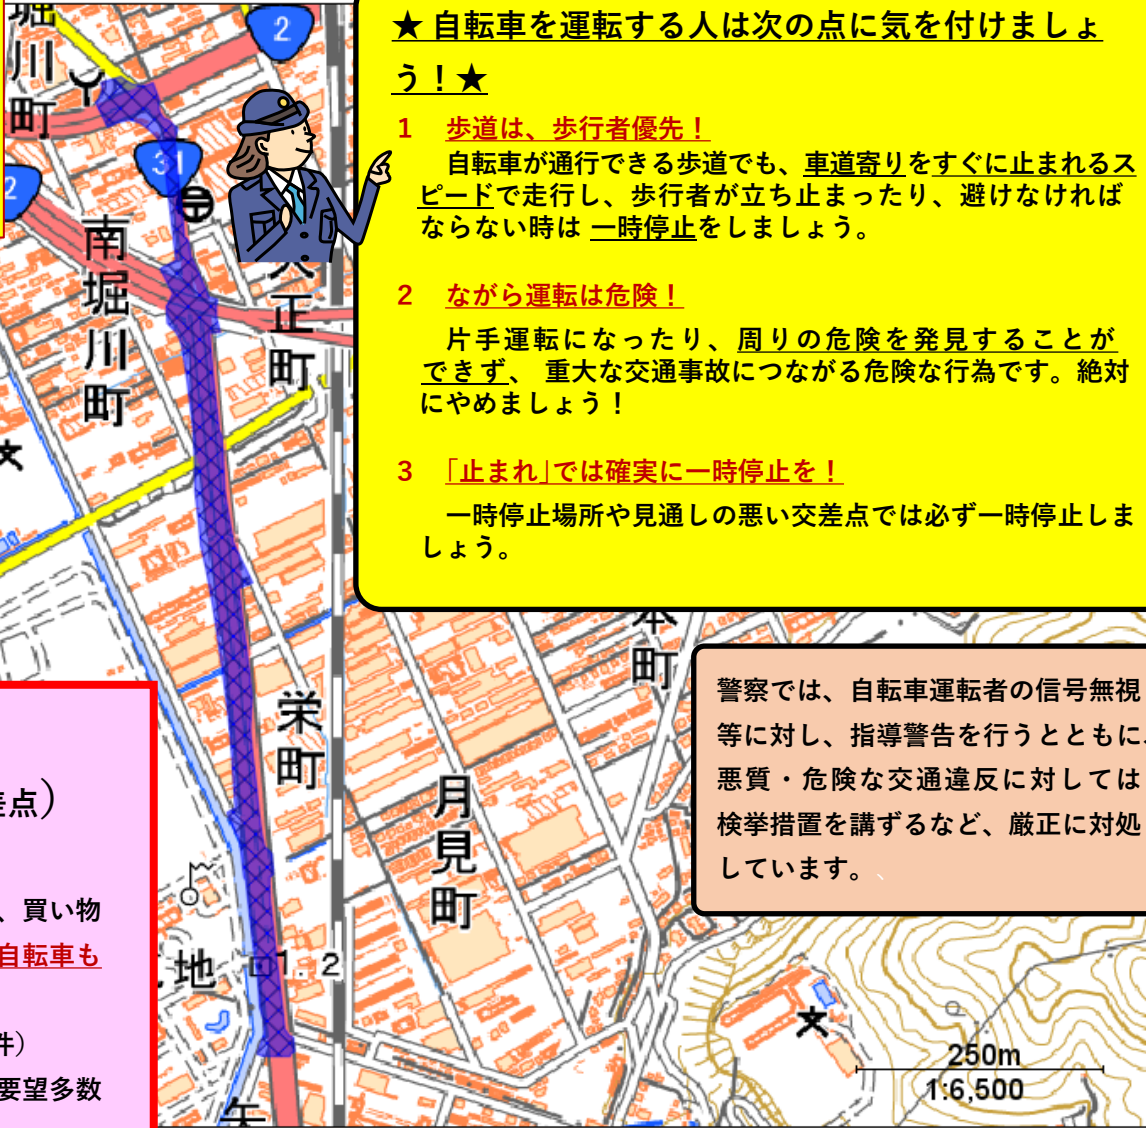 ★ 自転車を運転する人は次の点に気を付けましょ
う！★
1 歩道は、歩行者優先！
自転車が通行できる歩道でも、車道寄りをすぐに止まれるス
ピードで走行し、歩行者が立ち止まったり、避けなければ
ならない時は 一時停止をしましょう。
2 ながら運転は危険！
片手運転になったり、周りの危険を発見することが
できず、 重大な交通事故につながる危険な行為です。絶対
にやめましょう！
3 「止まれ」では確実に一時停止を！
一時停止場所や見通しの悪い交差点では必ず一時停止しま
しょう。
警察では、自転車運転者の信号無視
等に対し、指導警告を行うとともに、
悪質・危険な交通違反に対しては
検挙措置を講ずるなど、厳正に対処
しています。、
差点）
、買い物
自転車も
件）
要望多数
堀川町
2
31
2
南堀川町
大正町
本町
栄町
月見町
地
1.2
矢
250m
1:6,500